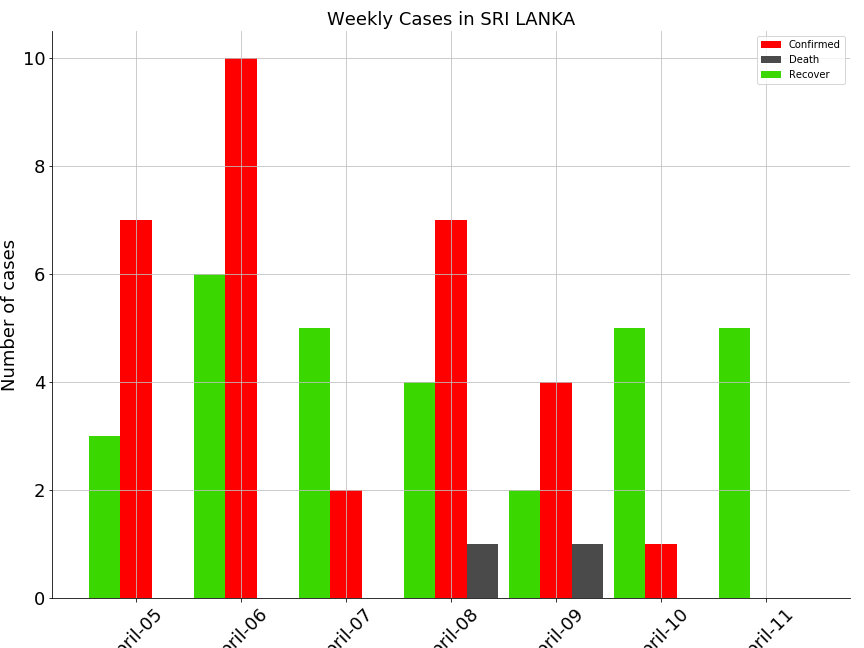 Weekly Cases in SRI LANKA
Confirmed
Death
Recover
Number of cases
10
8
6
4
2
0
pril-05
pril-06
pril-07
pril-08
pril-09
pril-10
pril-11